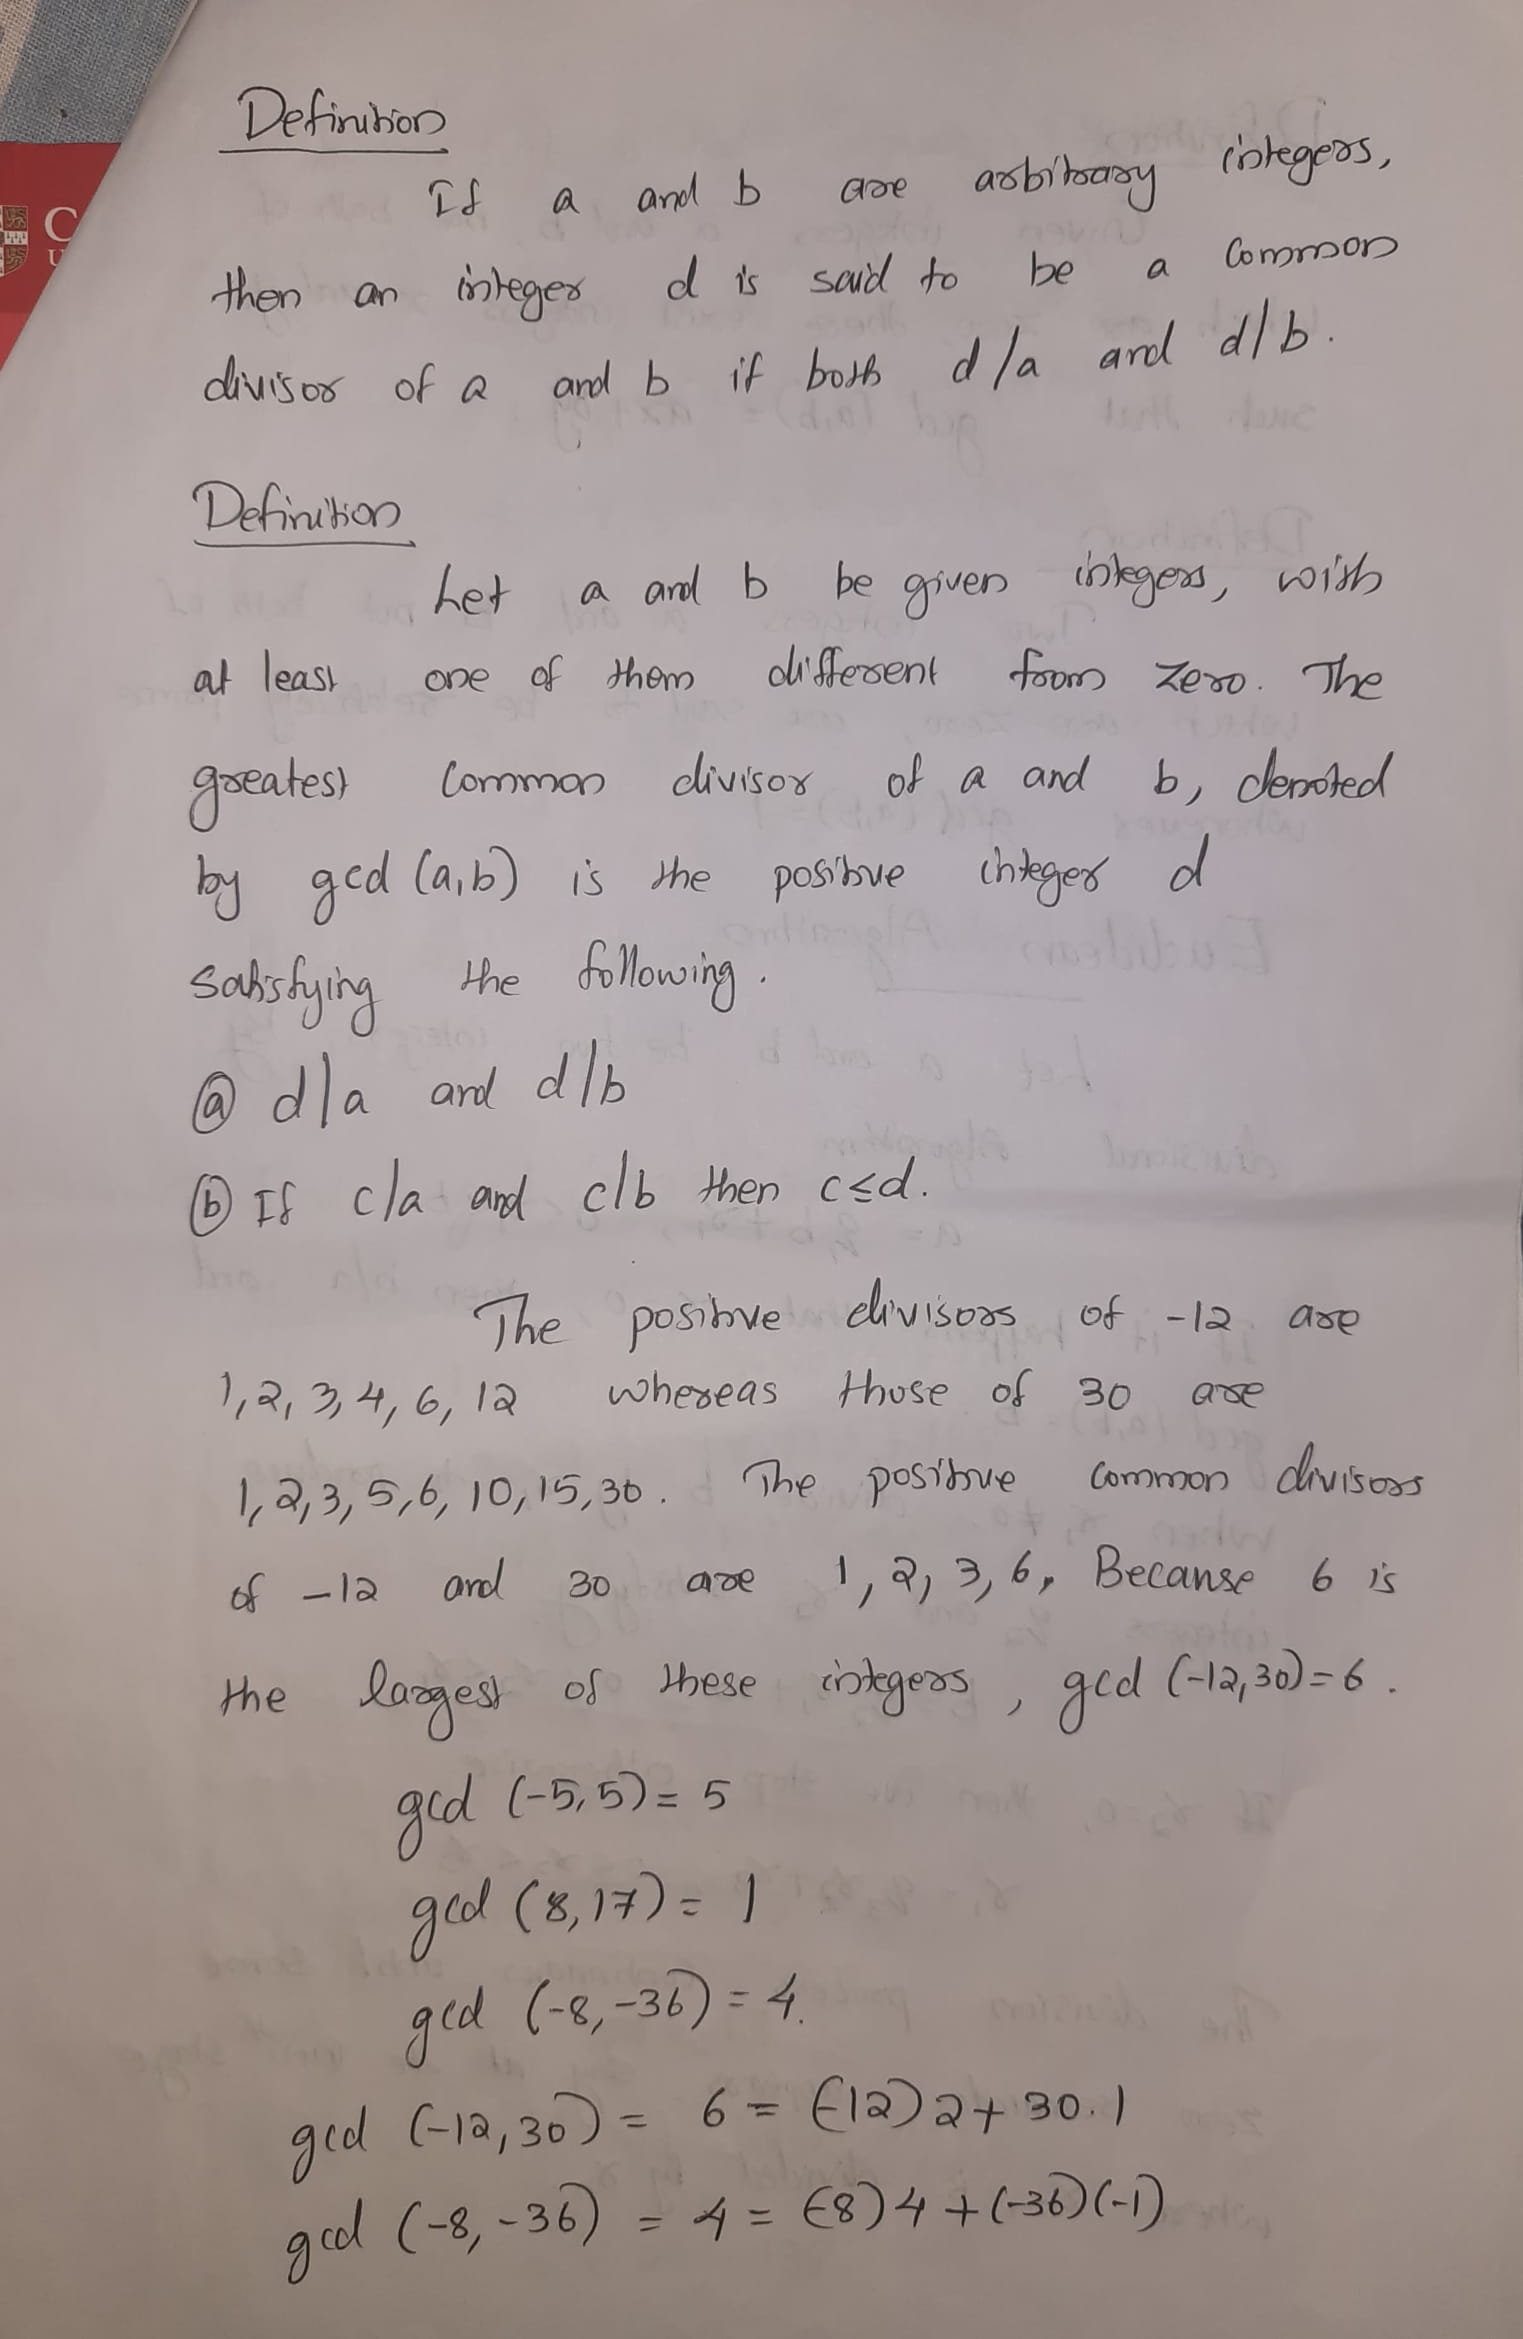 Definition
If a and b are arbitrary integers,
then an integer d is said to be a common
divisor of a and b if both d/a and d/b.
Definition
Let a and b be given integers, with
at least one of them different from zero. The
greatest common divisor of a and b, denoted
by gcd (a,b) is the positive integer d
satisfying the following.
ⓐ d/a and d/b
ⓑ If c/a and c/b then c≤d.
The positive divisors of -12 are
1, 2, 3, 4, 6, 12 whereas those of 30 are
1, 2, 3, 5, 6, 10, 15, 30. The positive common divisors
of -12 and 30 are 1, 2, 3, 6, Because 6 is
the largest of these integers, gcd (-12,30)=6.
gcd (-5,5)= 5
gcd (8,17)= 1
gcd (-8,-36)= 4.
gcd (-12,30) = 6 = (-12)2+30.1
gcd (-8,-36) = 4 = (-8)4+(-36)(-1)
C
U